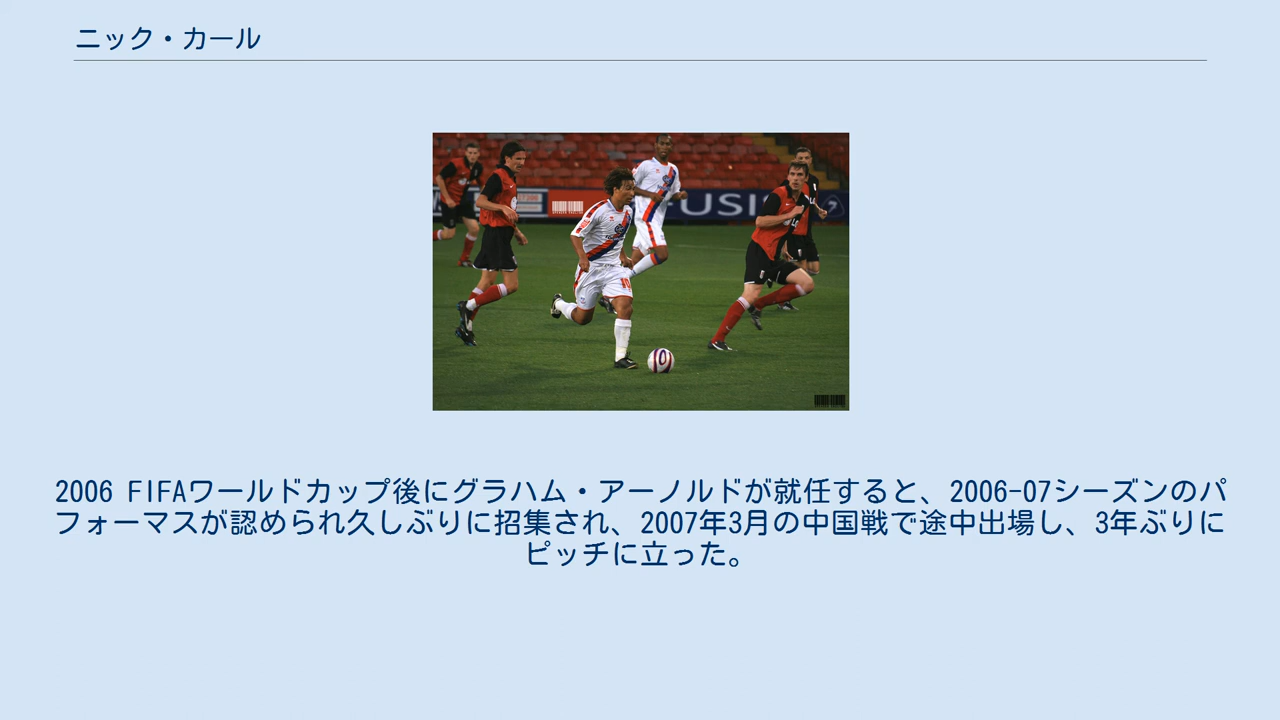 ニック・カール
USI
10
2006 FIFAワールドカップ後にグラハム・アーノルドが就任すると、2006-07シーズンのパ
フォーマスが認められ久しぶりに招集され、2007年3月の中国戦で途中出場し、3年ぶりに
ピッチに立った。